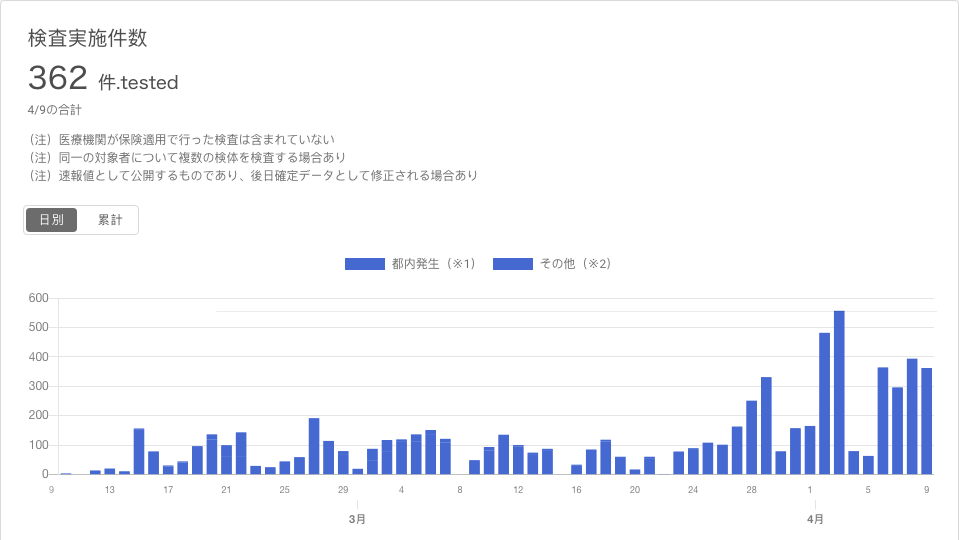 検査実施件数
362 件.tested
4/9の合計
（注）医療機関が保険適用で行った検査は含まれていない
（注）同一の対象者について複数の検体を検査する場合あり
（注）速報値として公開するものであり、後日確定データとして修正される場合あり
日別 累計
都内発生（※1） その他（※2）
600
500
400
300
200
100
0
9 13 17 21 25 29 4 8 12 16 20 24 28 1 5 9
3月 4月